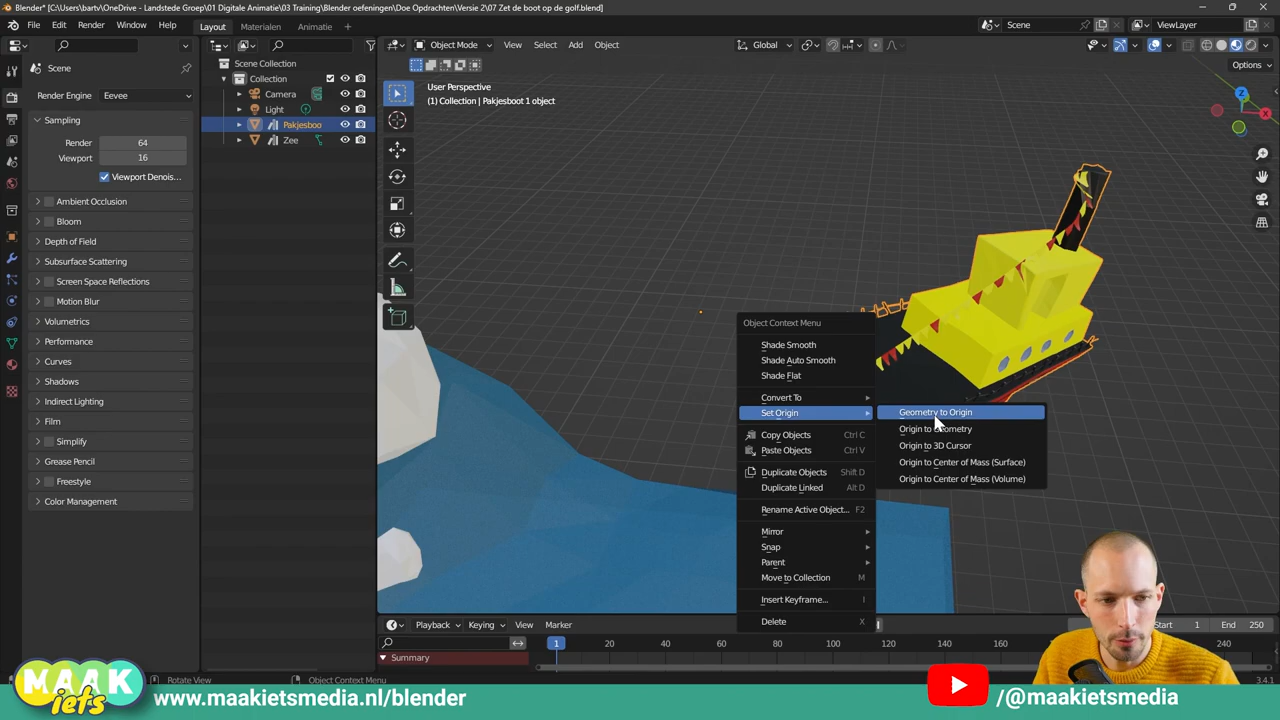 Blender* [C:\Users\bartv\OneDrive - Landstede Groep\01 Digitale Animatie\03 Training\Blender oefeningen\Doe Opdrachten\Versie 2\07 Zet de boot op de golf.blend]
File Edit Render Window Help Layout Materialen Animatie Scene ViewLayer
Object Mode View Select Add Object Global
Options
Scene
Render Engine Eevee
Sampling
Render 64
Viewport 16
Viewport Denois...
Ambient Occlusion
Bloom
Depth of Field
Subsurface Scattering
Screen Space Reflections
Motion Blur
Volumetrics
Performance
Curves
Shadows
Indirect Lighting
Film
Simplify
Grease Pencil
Freestyle
Color Management
Scene Collection
Collection
Camera
Light
Pakjesboo
Zee
User Perspective
(1) Collection | Pakjesboot 1 object
Z
X
Object Context Menu
Shade Smooth
Shade Auto Smooth
Shade Flat
Convert To
Set Origin
Copy Objects Ctrl C
Paste Objects Ctrl V
Duplicate Objects Shift D
Duplicate Linked Alt D
Rename Active Object... F2
Mirror
Snap
Parent
Move to Collection M
Insert Keyframe... I
Delete X
Geometry to Origin
Origin to Geometry
Origin to 3D Cursor
Origin to Center of Mass (Surface)
Origin to Center of Mass (Volume)
Playback Keying View Marker Start 1 End 250
1 20 40 60 80 100 120 140 160 240
Summary
Rotate View Object Context Menu 3.4.1
MAAK
iets
www.maakietsmedia.nl/blender
/@maakietsmedia